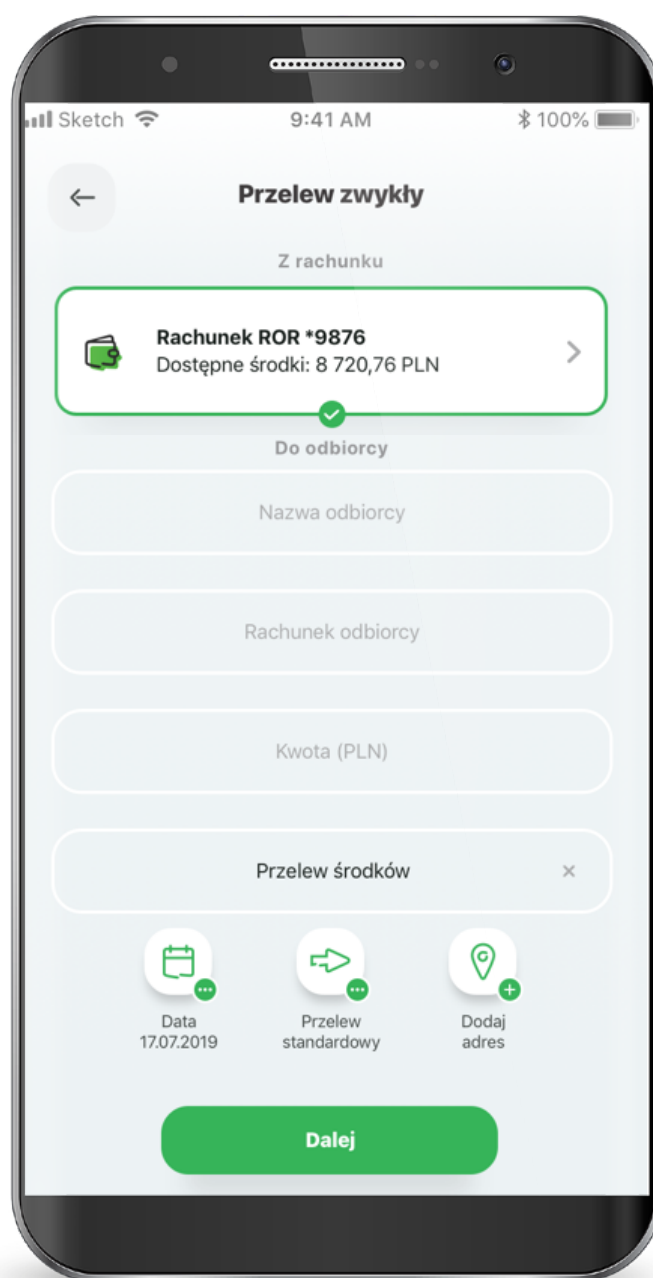 Sketch 9:41 AM 100%
Przelew zwykły
Z rachunku
Rachunek ROR *9876
Dostępne środki: 8 720,76 PLN
Do odbiorcy
Nazwa odbiorcy
Rachunek odbiorcy
Kwota (PLN)
Przelew środków
Data
17.07.2019
Przelew
standardowy
Dodaj
adres
Dalej